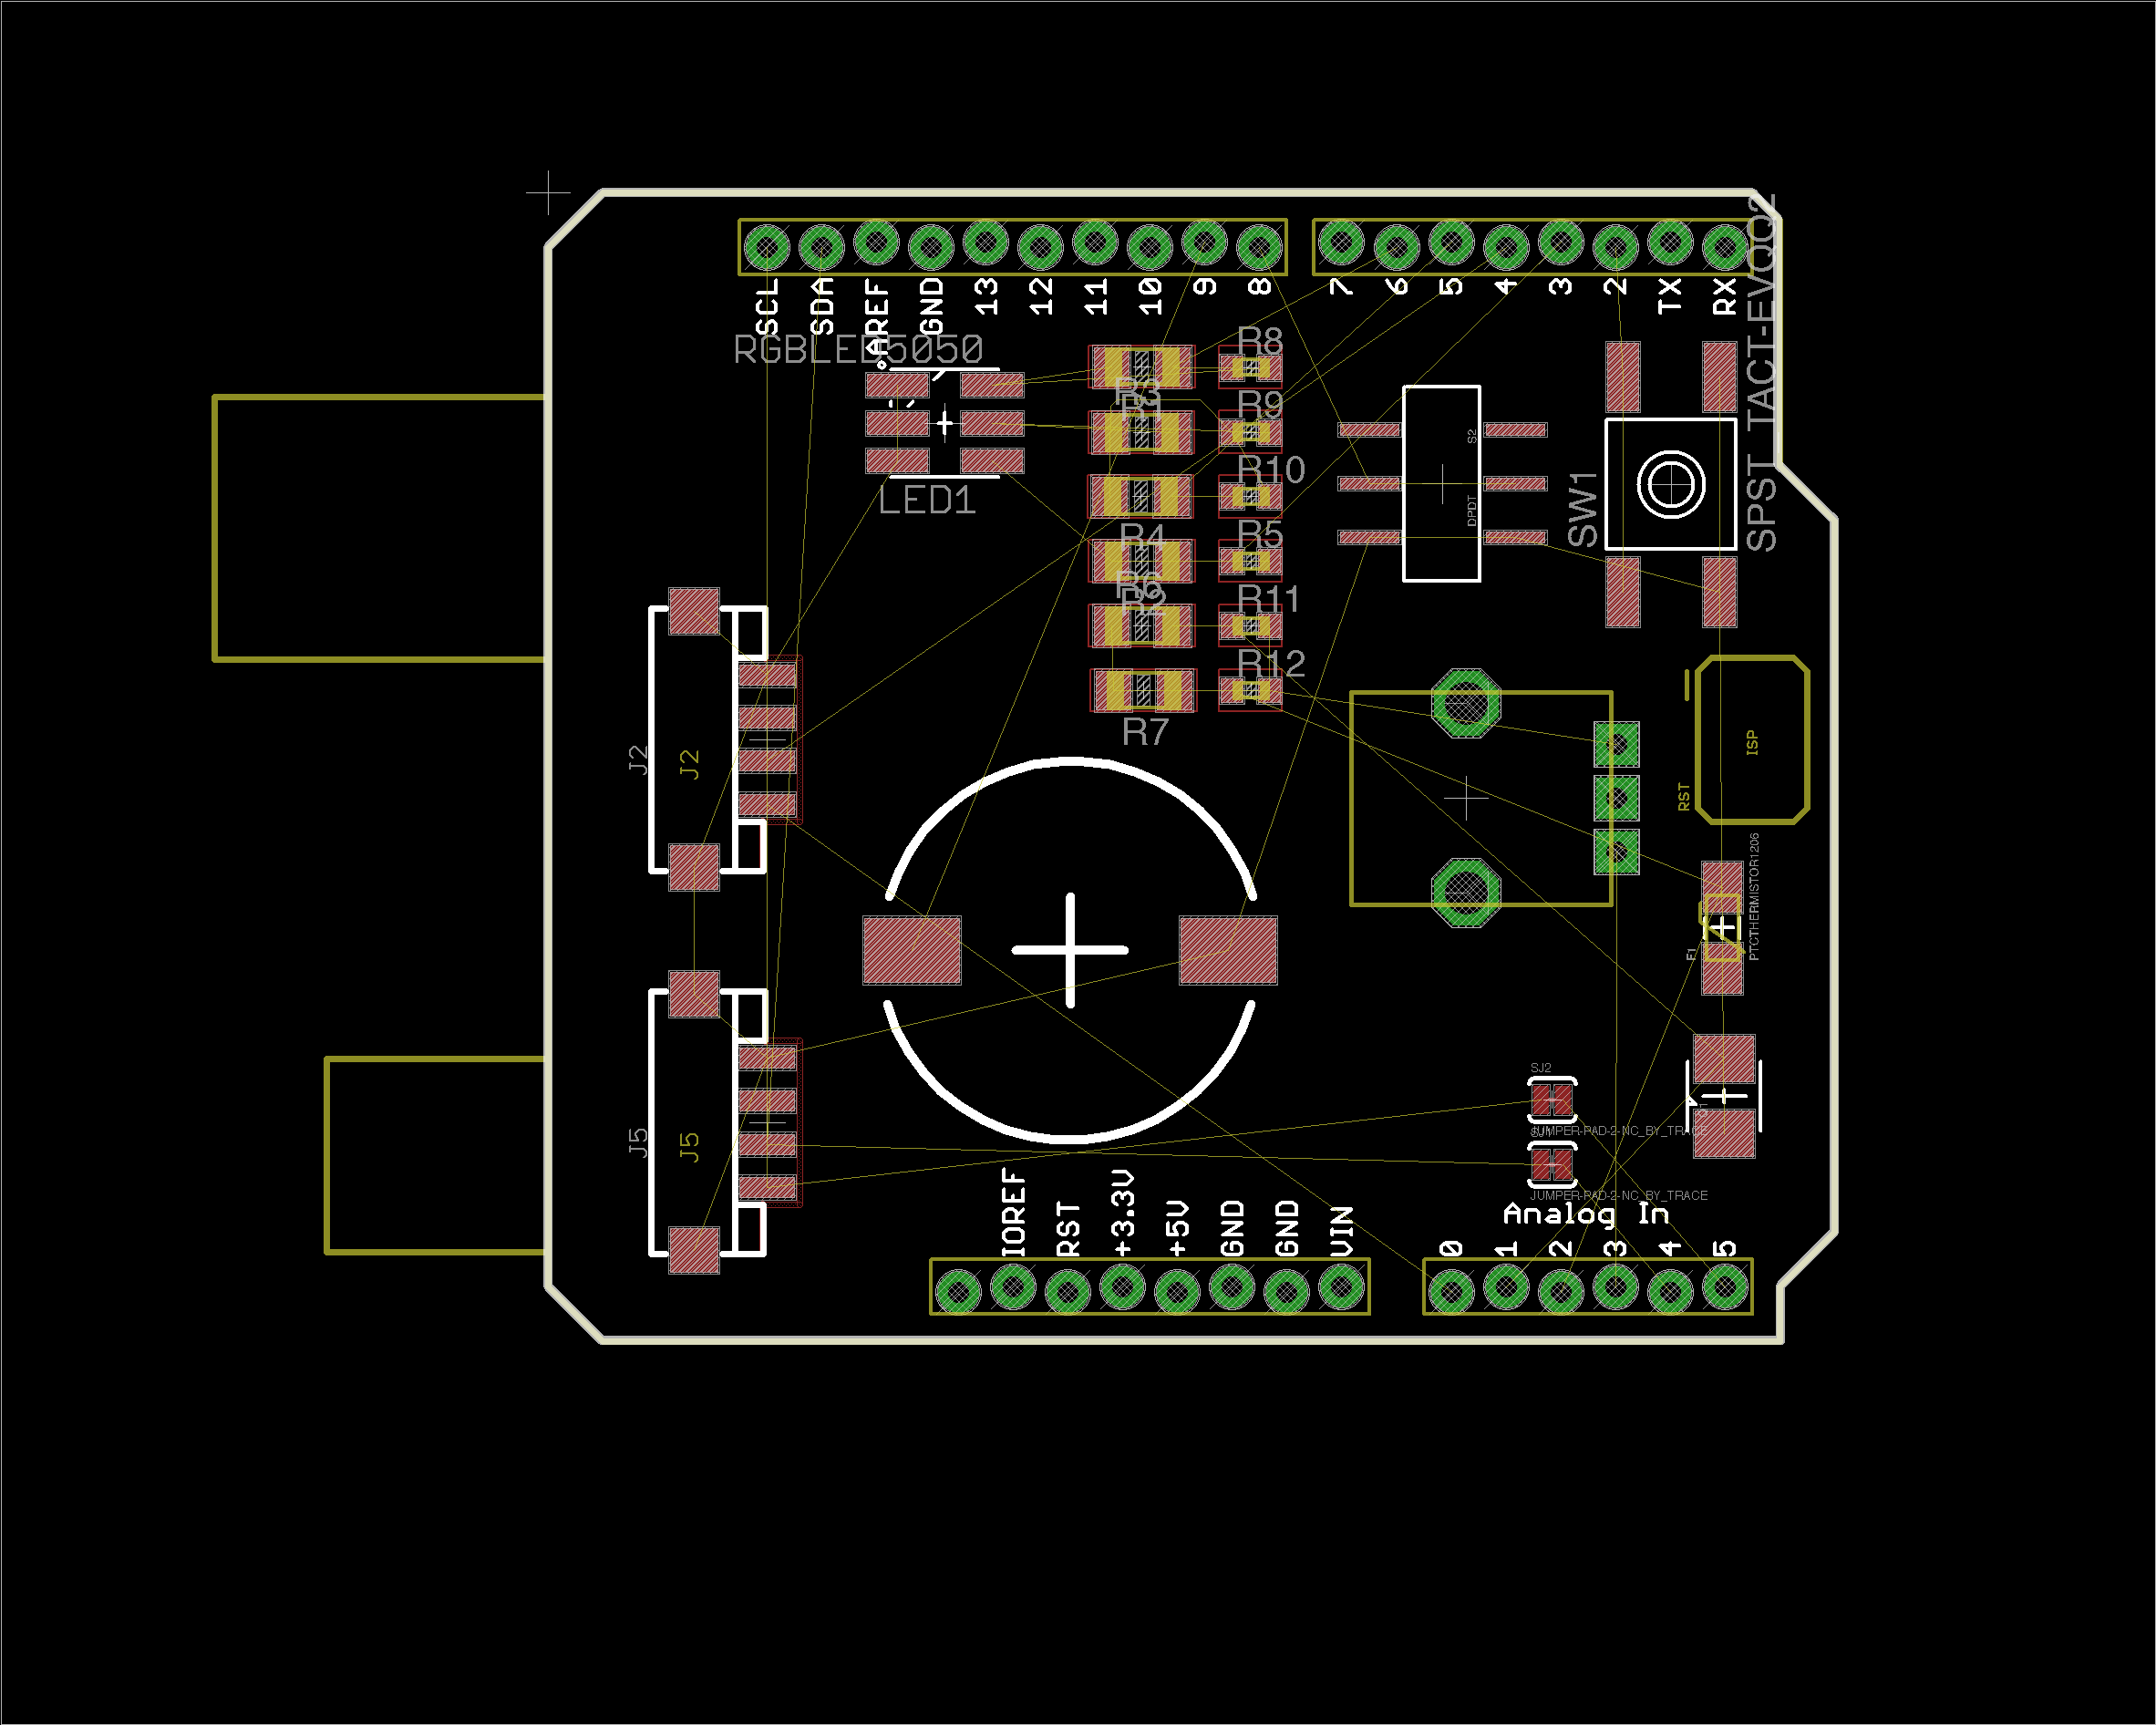 SCL
SDA
AREF
GND
13
12
11
10
9
8
7
6
5
4
3
2
TX
RX
RGBLED5050
LED1
R8
R3
R9
R10
R4
R5
R6
R2
R11
R12
R7
S2
DPDT
SW1
SPST_TACT-EVQQ2
J2
J2
ISP
RST
PTCTHERMISTOR1206
F1
J5
J5
SJ2
JUMPER-PAD-2-NC_BY_TRACE
SJ1
JUMPER-PAD-2-NC_BY_TRACE
Analog In
IOREF
RST
+3.3V
+5V
GND
GND
VIN
0
1
2
3
4
5